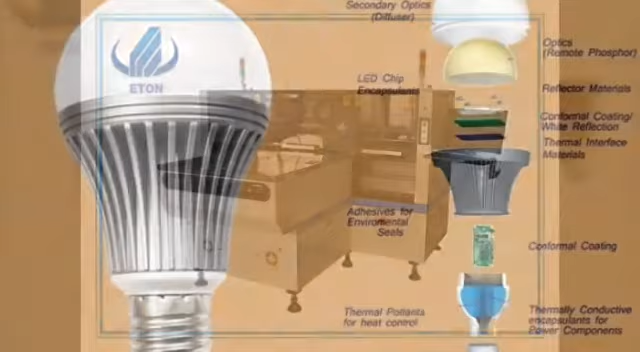 Secondary Optics
(Diffuser)
ETON
Optics
(Remote Phosphor)
LED Chip
Encapsulants
Reflector Materials
Conformal Coating/
White Reflection
Thermal Interface
Materials
Adhesives for
Enviromental
Seals
Conformal Coating
Thermal Pottants
for heat control
Thermally Conductive
encapsulants for
Power Components